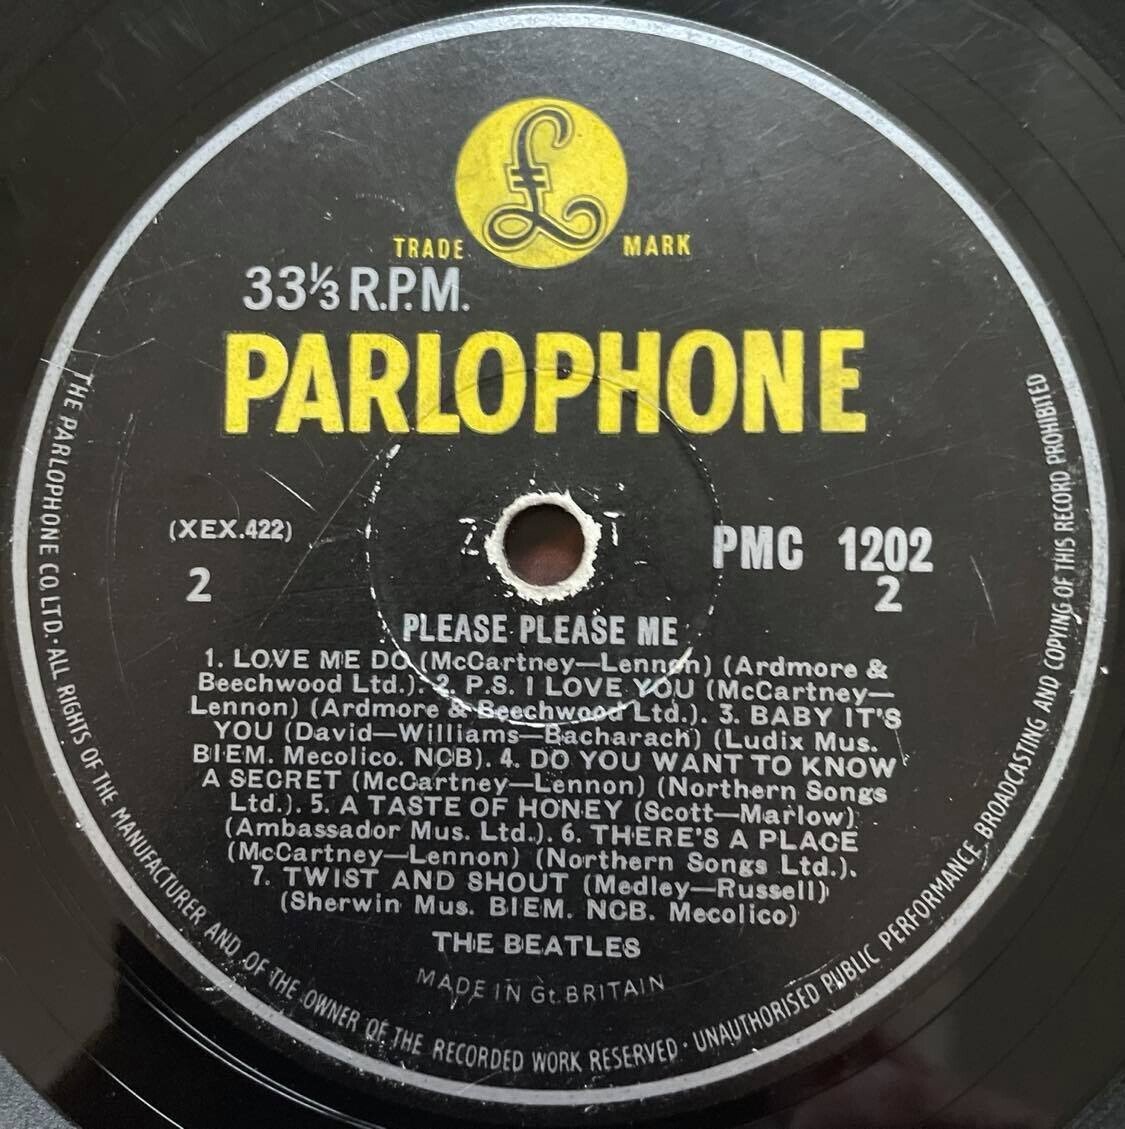 £
TRADE MARK
33⅓ R.P.M.
PARLOPHONE
(XEX.422)
2
PMC 1202
2
PLEASE PLEASE ME
1. LOVE ME DO (McCartney—Lennon) (Ardmore &
Beechwood Ltd.). 2. P.S. I LOVE YOU (McCartney—
Lennon) (Ardmore & Beechwood Ltd.). 3. BABY IT'S
YOU (David—Williams—Bacharach) (Ludix Mus.
BIEM. Mecolico. NCB). 4. DO YOU WANT TO KNOW
A SECRET (McCartney—Lennon) (Northern Songs
Ltd.). 5. A TASTE OF HONEY (Scott—Marlow)
(Ambassador Mus. Ltd.). 6. THERE'S A PLACE
(McCartney—Lennon) (Northern Songs Ltd.).
7. TWIST AND SHOUT (Medley—Russell)
(Sherwin Mus. BIEM. NCB. Mecolico)
THE BEATLES
MADE IN Gt. BRITAIN
THE PARLOPHONE CO. LTD. · ALL RIGHTS OF THE MANUFACTURER AND OF THE OWNER OF THE RECORDED WORK RESERVED · UNAUTHORISED PUBLIC PERFORMANCE, BROADCASTING AND COPYING OF THIS RECORD PROHIBITED